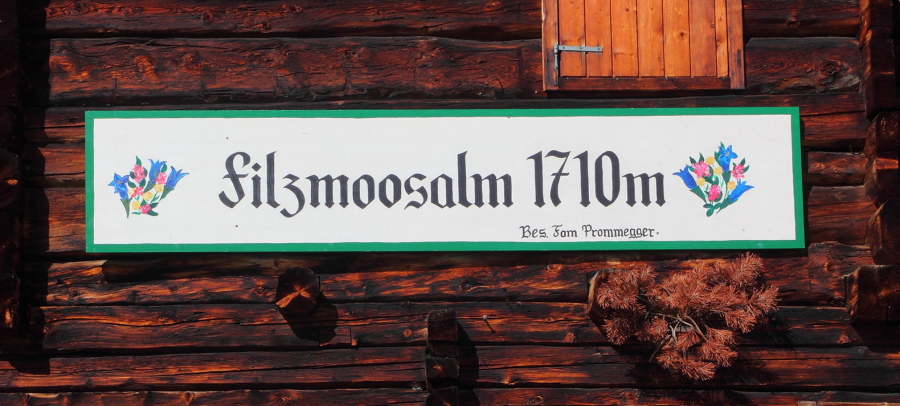 Filzmoosalm 1710m
Bes. Fam Prommegger.